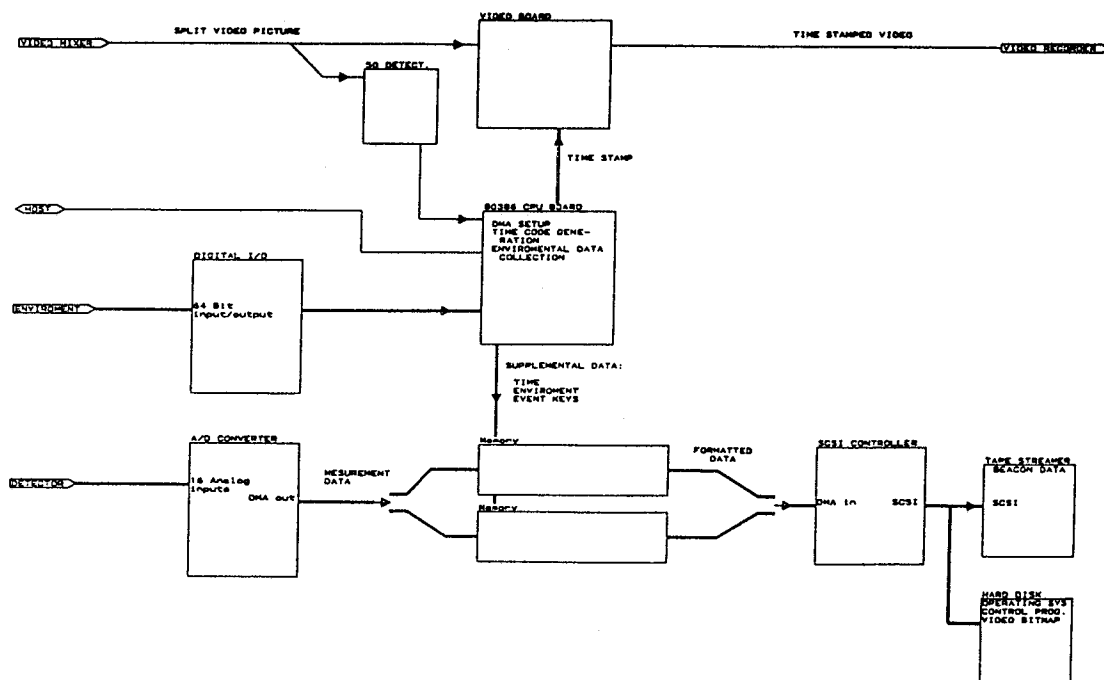 VIDEO BOARD
SPLIT VIDEO PICTURE
VIDEO MIXER
TIME STAMPED VIDEO
VIDEO RECORDER
SG DETECT.
TIME STAMP
HOST
80386 CPU BOARD
DMA SETUP
TIME CODE GENE-
RATION
ENVIROMENTAL DATA
COLLECTION
DIGITAL I/O
ENVIROMENT
64 Bit
Input/output
SUPPLEMENTAL DATA:
TIME
ENVIROMENT
EVENT KEYS
A/D CONVERTER
Memory
SCSI CONTROLLER
FORMATTED
DATA
MESUREMENT
DATA
TAPE STREAMER
BEACON DATA
DETECTOR
16 Analog
Inputs
DMA out
DMA in
SCSI
SCSI
Memory
HARD DISK
OPERATING SYS
CONTROL PROG.
VIDEO BITMAP